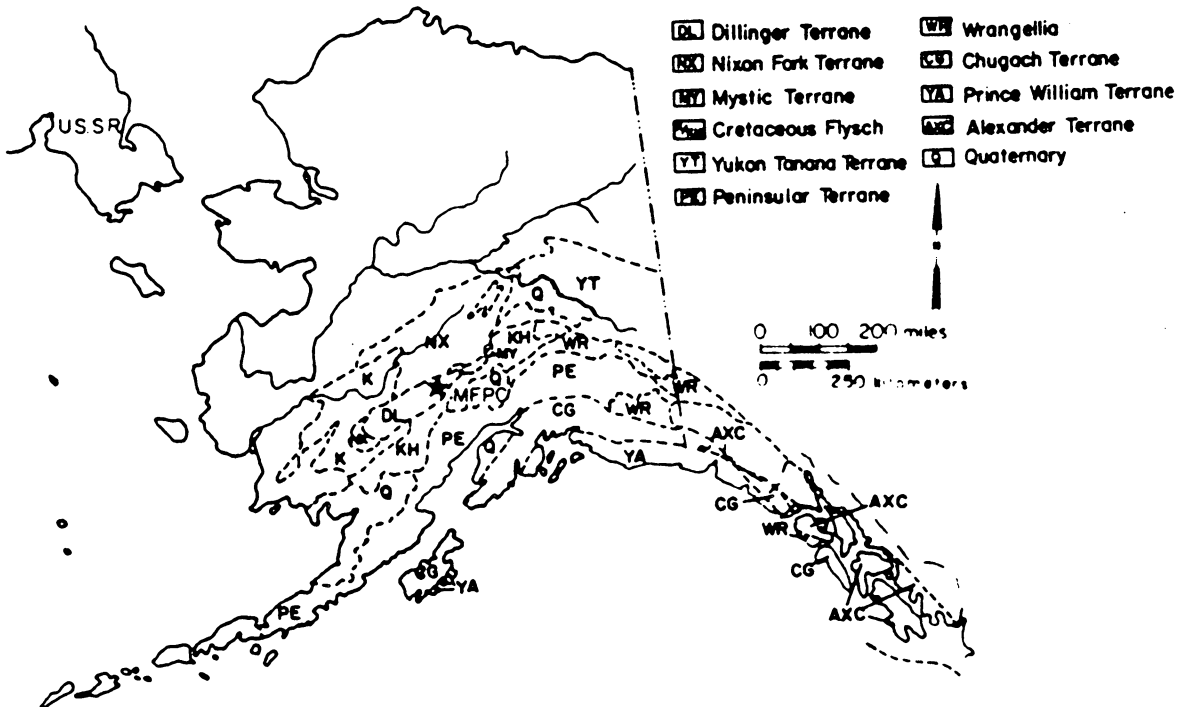 DL Dillinger Terrane
NX Nixon Fork Terrane
MY Mystic Terrane
Cretaceous Flysch
YT Yukon Tanana Terrane
PE Peninsular Terrane
WR Wrangellia
CG Chugach Terrane
YA Prince William Terrane
AXC Alexander Terrane
Q Quaternary
U.S.S.R.
YT
Q
NX
KH
MY
WR
K
Q
PE
MFPC
WR
WR
DL
CG
PE
AXC
K
KH
Q
YA
Q
CG
AXC
WR
CG
CG
YA
PE
AXC
0 100 200 miles
0 250 kilometers